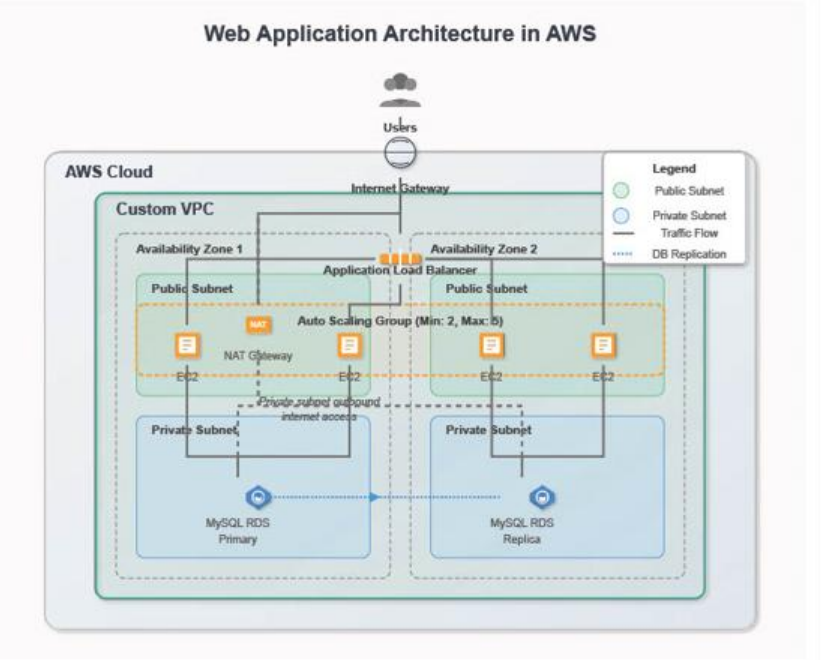 Web Application Architecture in AWS
Users
AWS Cloud
Legend
Public Subnet
Private Subnet
Traffic Flow
DB Replication
Internet Gateway
Custom VPC
Availability Zone 1
Availability Zone 2
Application Load Balancer
Public Subnet
Public Subnet
Auto Scaling Group (Min: 2, Max: 5)
NAT
NAT Gateway
EC2
EC2
EC2
EC2
Private subnet outbound
internet access
Private Subnet
Private Subnet
MySQL RDS
Primary
MySQL RDS
Replica